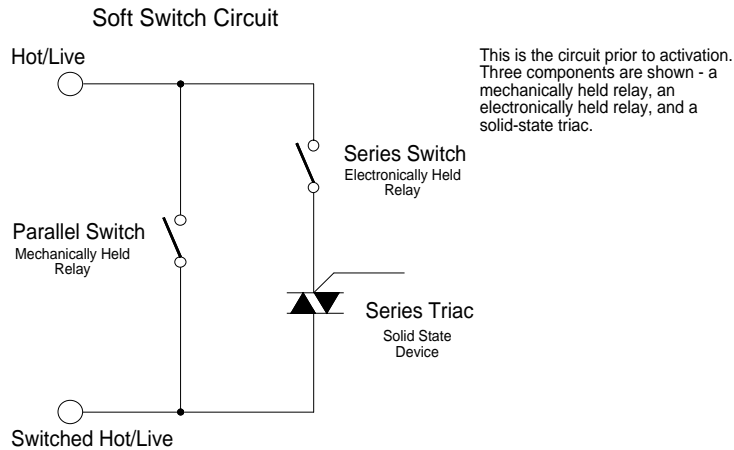 Soft Switch Circuit
Hot/Live
This is the circuit prior to activation.
Three components are shown - a
mechanically held relay, an
electronically held relay, and a
solid-state triac.
Series Switch
Electronically Held
Relay
Parallel Switch
Mechanically Held
Relay
Series Triac
Solid State
Device
Switched Hot/Live